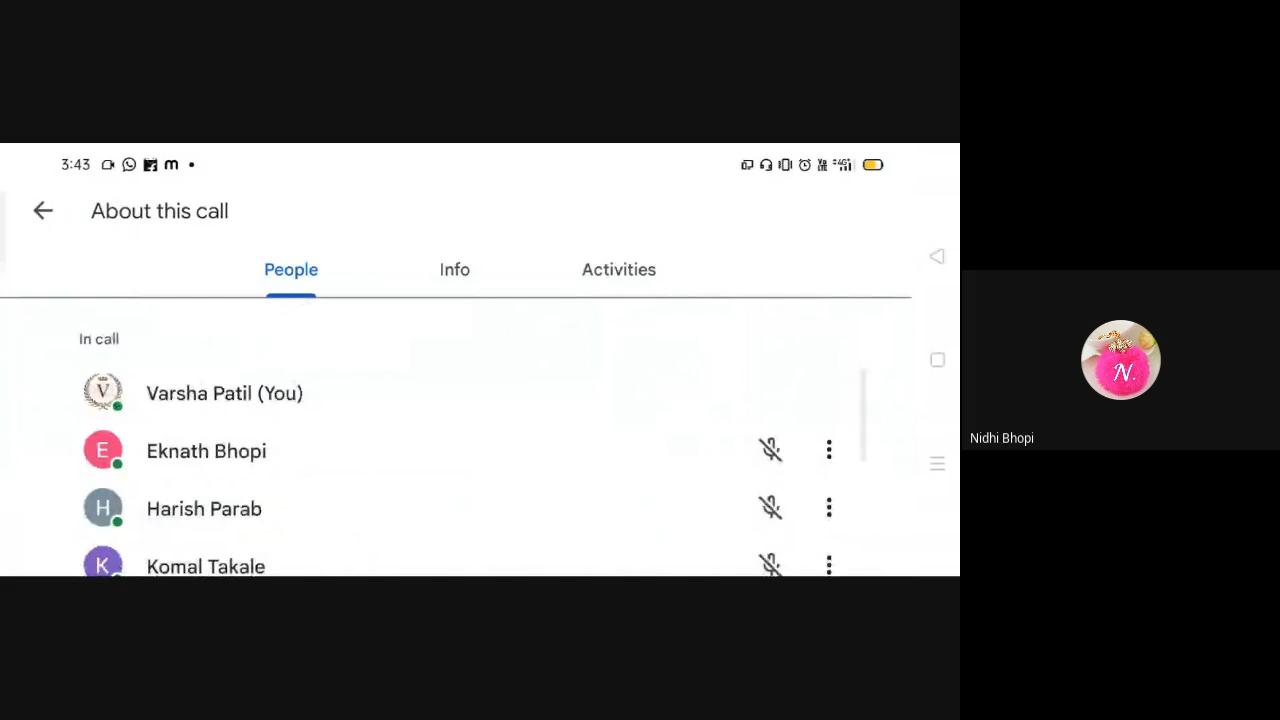 3:43
About this call
People Info Activities
In call
V Varsha Patil (You)
E Eknath Bhopi
H Harish Parab
K Komal Takale
N.
Nidhi Bhopi